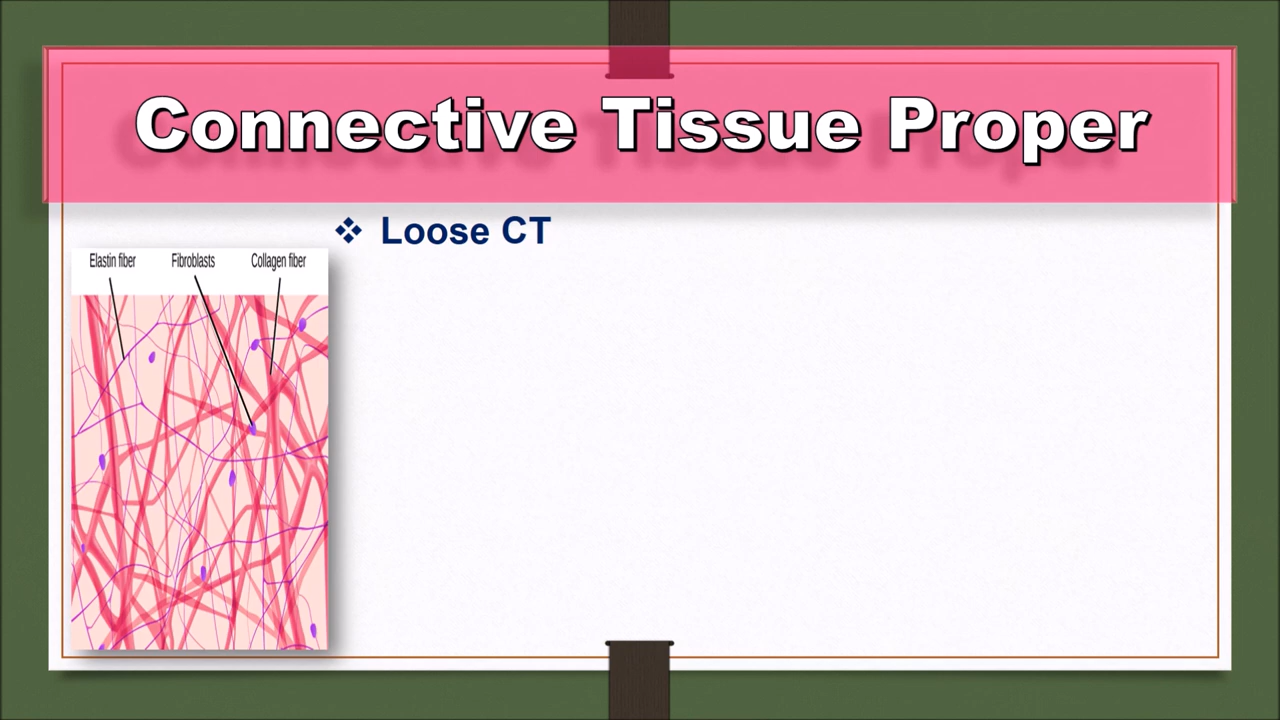 Connective Tissue Proper
❖ Loose CT
Elastin fiber Fibroblasts Collagen fiber